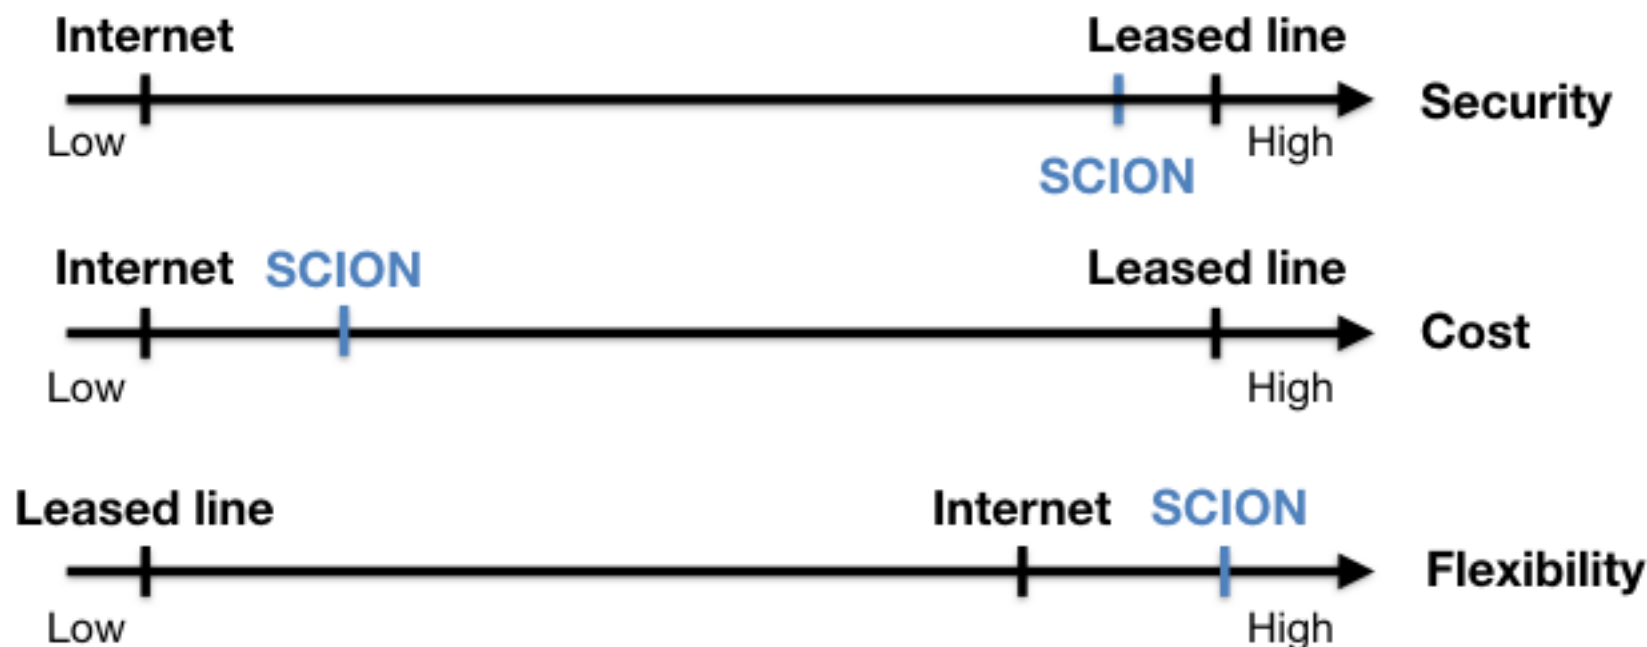 Internet Leased line
Security
Low High
SCION
Internet SCION Leased line
Cost
Low High
Leased line Internet SCION
Flexibility
Low High